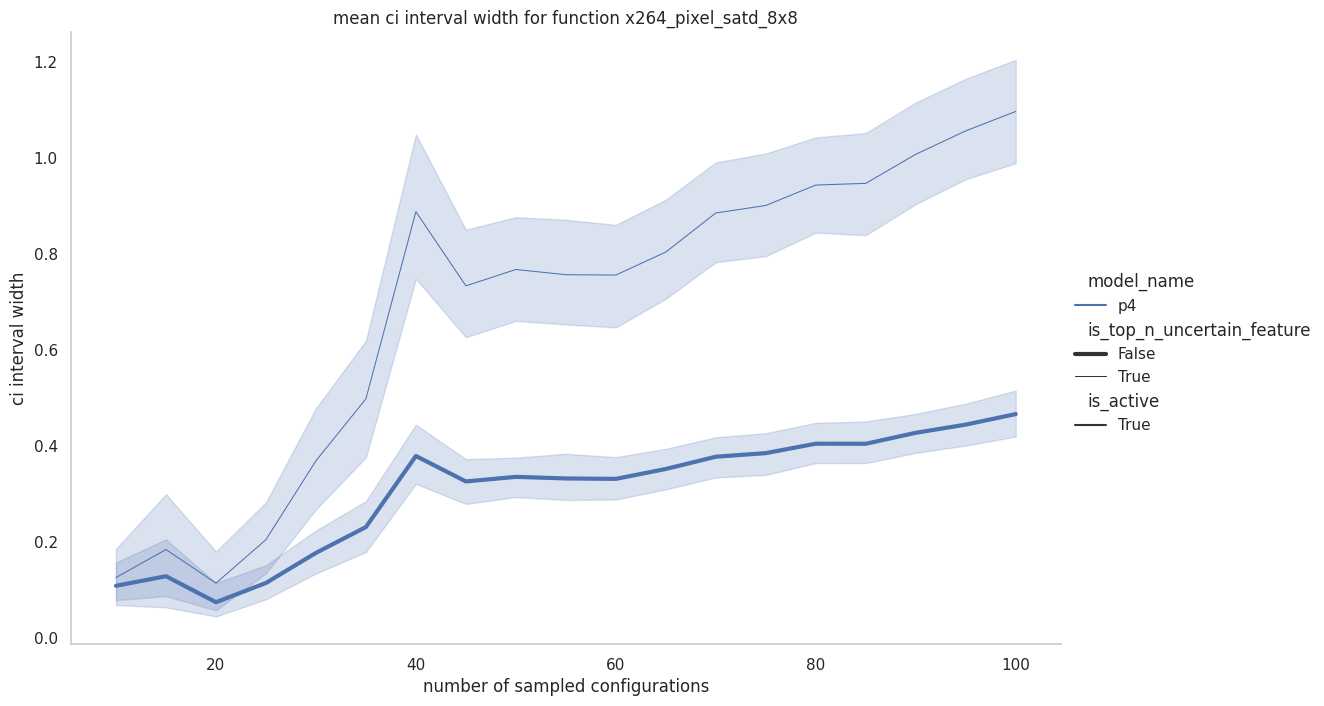 mean ci interval width for function x264_pixel_satd_8x8
ci interval width
1.2
1.0
0.8
0.6
0.4
0.2
0.0
20
40
60
80
100
number of sampled configurations
model_name
p4
is_top_n_uncertain_feature
False
True
is_active
True